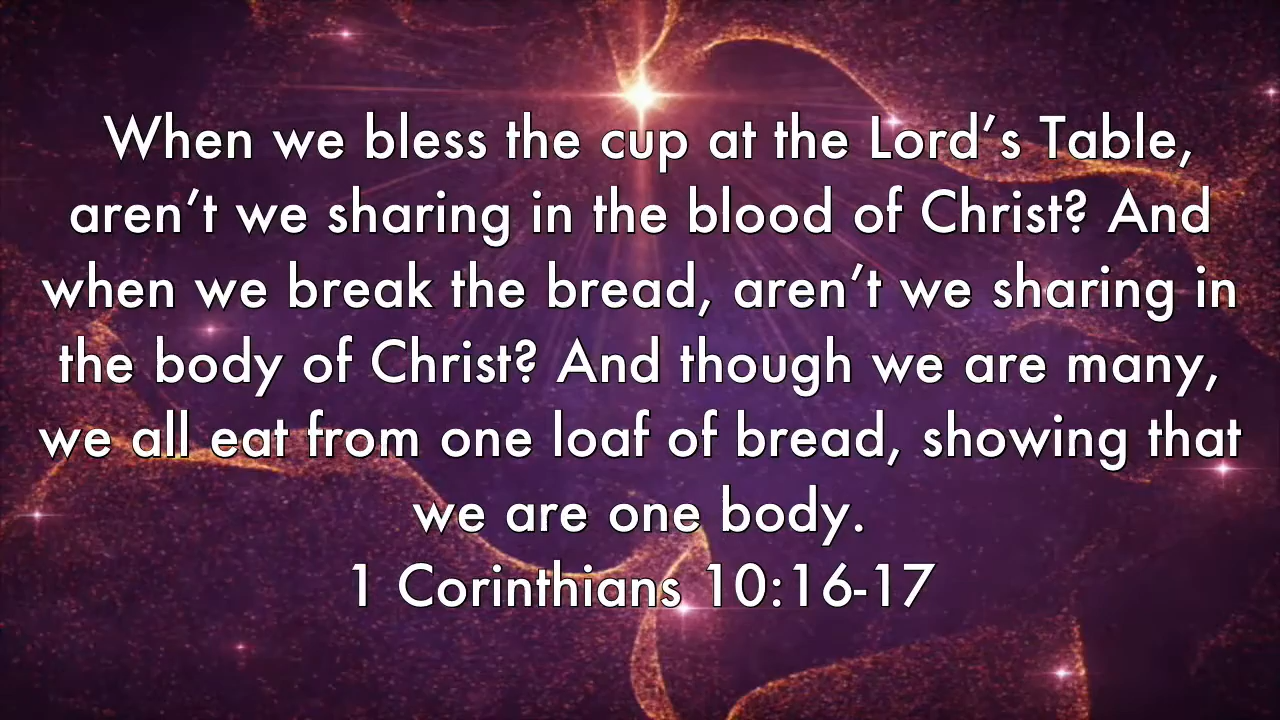 When we bless the cup at the Lord’s Table,
aren’t we sharing in the blood of Christ? And
when we break the bread, aren’t we sharing in
the body of Christ? And though we are many,
we all eat from one loaf of bread, showing that
we are one body.
1 Corinthians 10:16-17